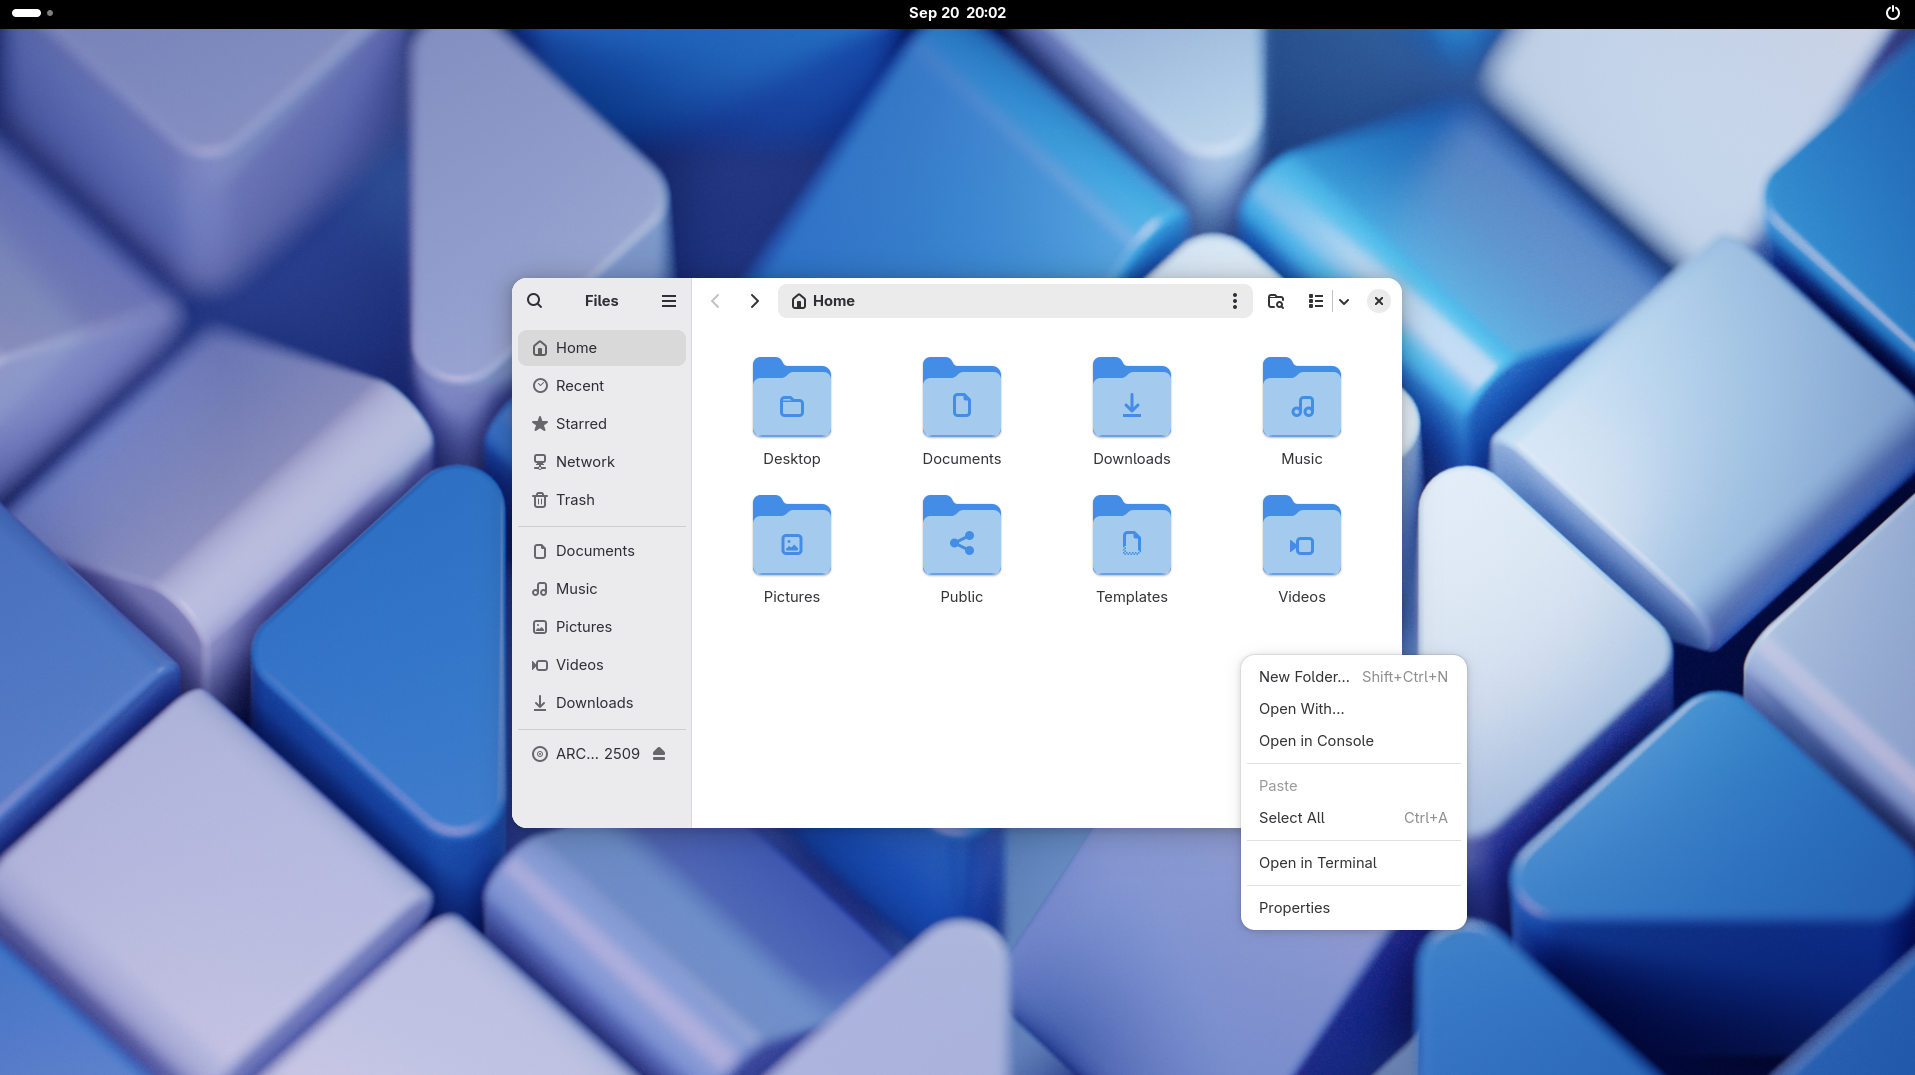 Sep 20 20:02
Files
Home
Home
Recent
Starred
Network
Trash
Documents
Music
Pictures
Videos
Downloads
ARC... 2509
Desktop
Documents
Downloads
Music
Pictures
Public
Templates
Videos
New Folder... Shift+Ctrl+N
Open With...
Open in Console
Paste
Select All Ctrl+A
Open in Terminal
Properties